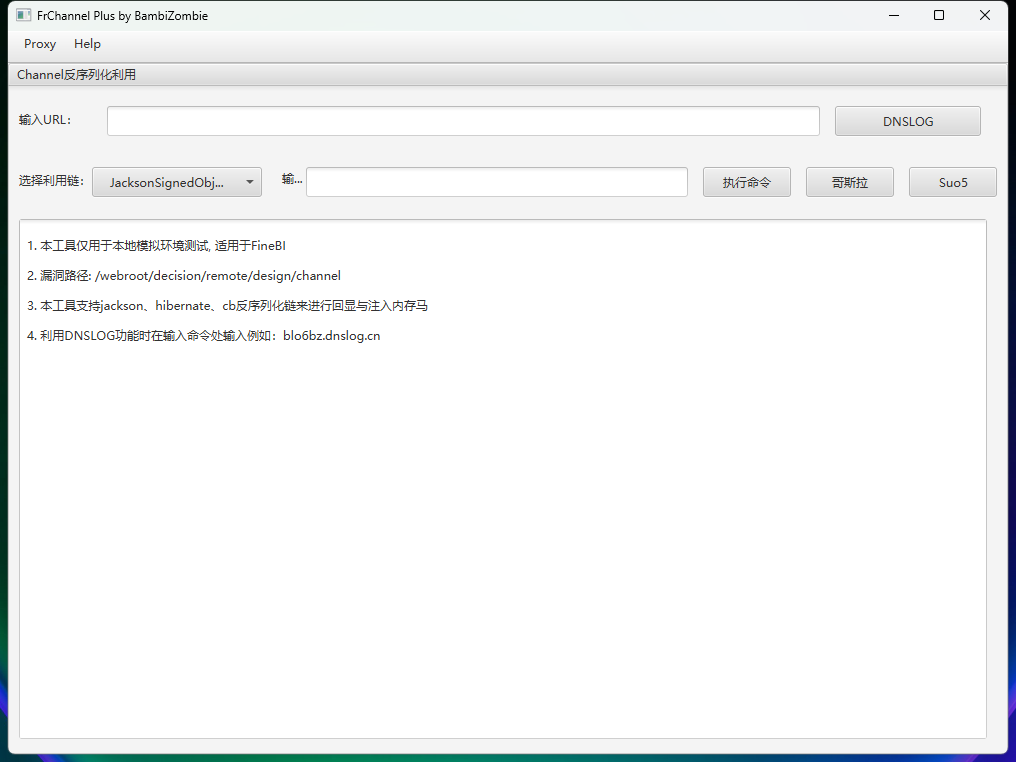 FrChannel Plus by BambiZombie
Proxy Help
Channel反序列化利用
输入URL: DNSLOG
选择利用链: JacksonSignedObj... 输... 执行命令 哥斯拉 Suo5
1. 本工具仅用于本地模拟环境测试, 适用于FineBI
2. 漏洞路径: /webroot/decision/remote/design/channel
3. 本工具支持jackson、hibernate、cb反序列化链来进行回显与注入内存马
4. 利用DNSLOG功能时在输入命令处输入例如：blo6bz.dnslog.cn